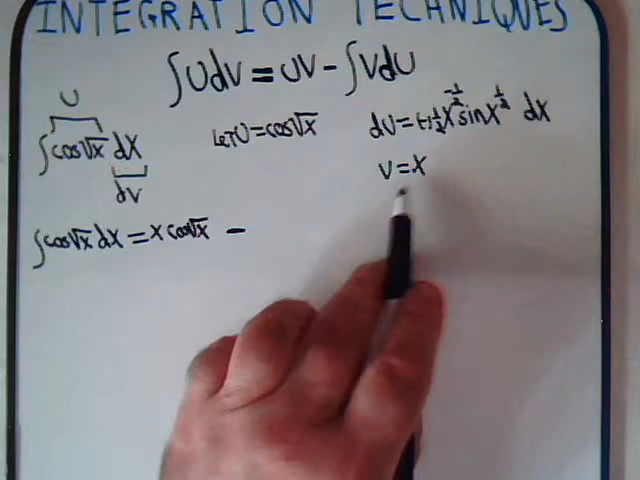 INTEGRATION TECHNIQUES
∫UdV=UV-∫VdU
U
∫cos√x dx
dV
LET U=cos√x
dU=(-)½x^-½ sinx^½ dx
V=x
∫cos√x dx=x cos√x -